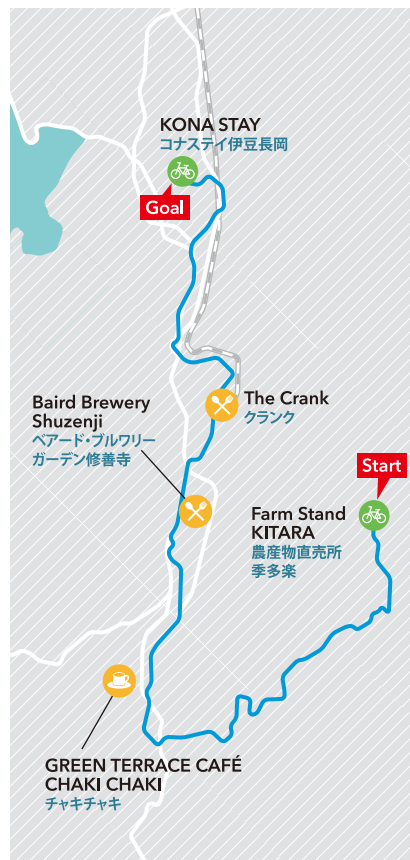 KONA STAY
コナステイ伊豆長岡
Goal
Baird Brewery
Shuzenji
ベアード・ブルワリー
ガーデン修善寺
The Crank
クランク
Start
Farm Stand
KITARA
農産物直売所
季多楽
GREEN TERRACE CAFÉ
CHAKI CHAKI
チャキチャキ